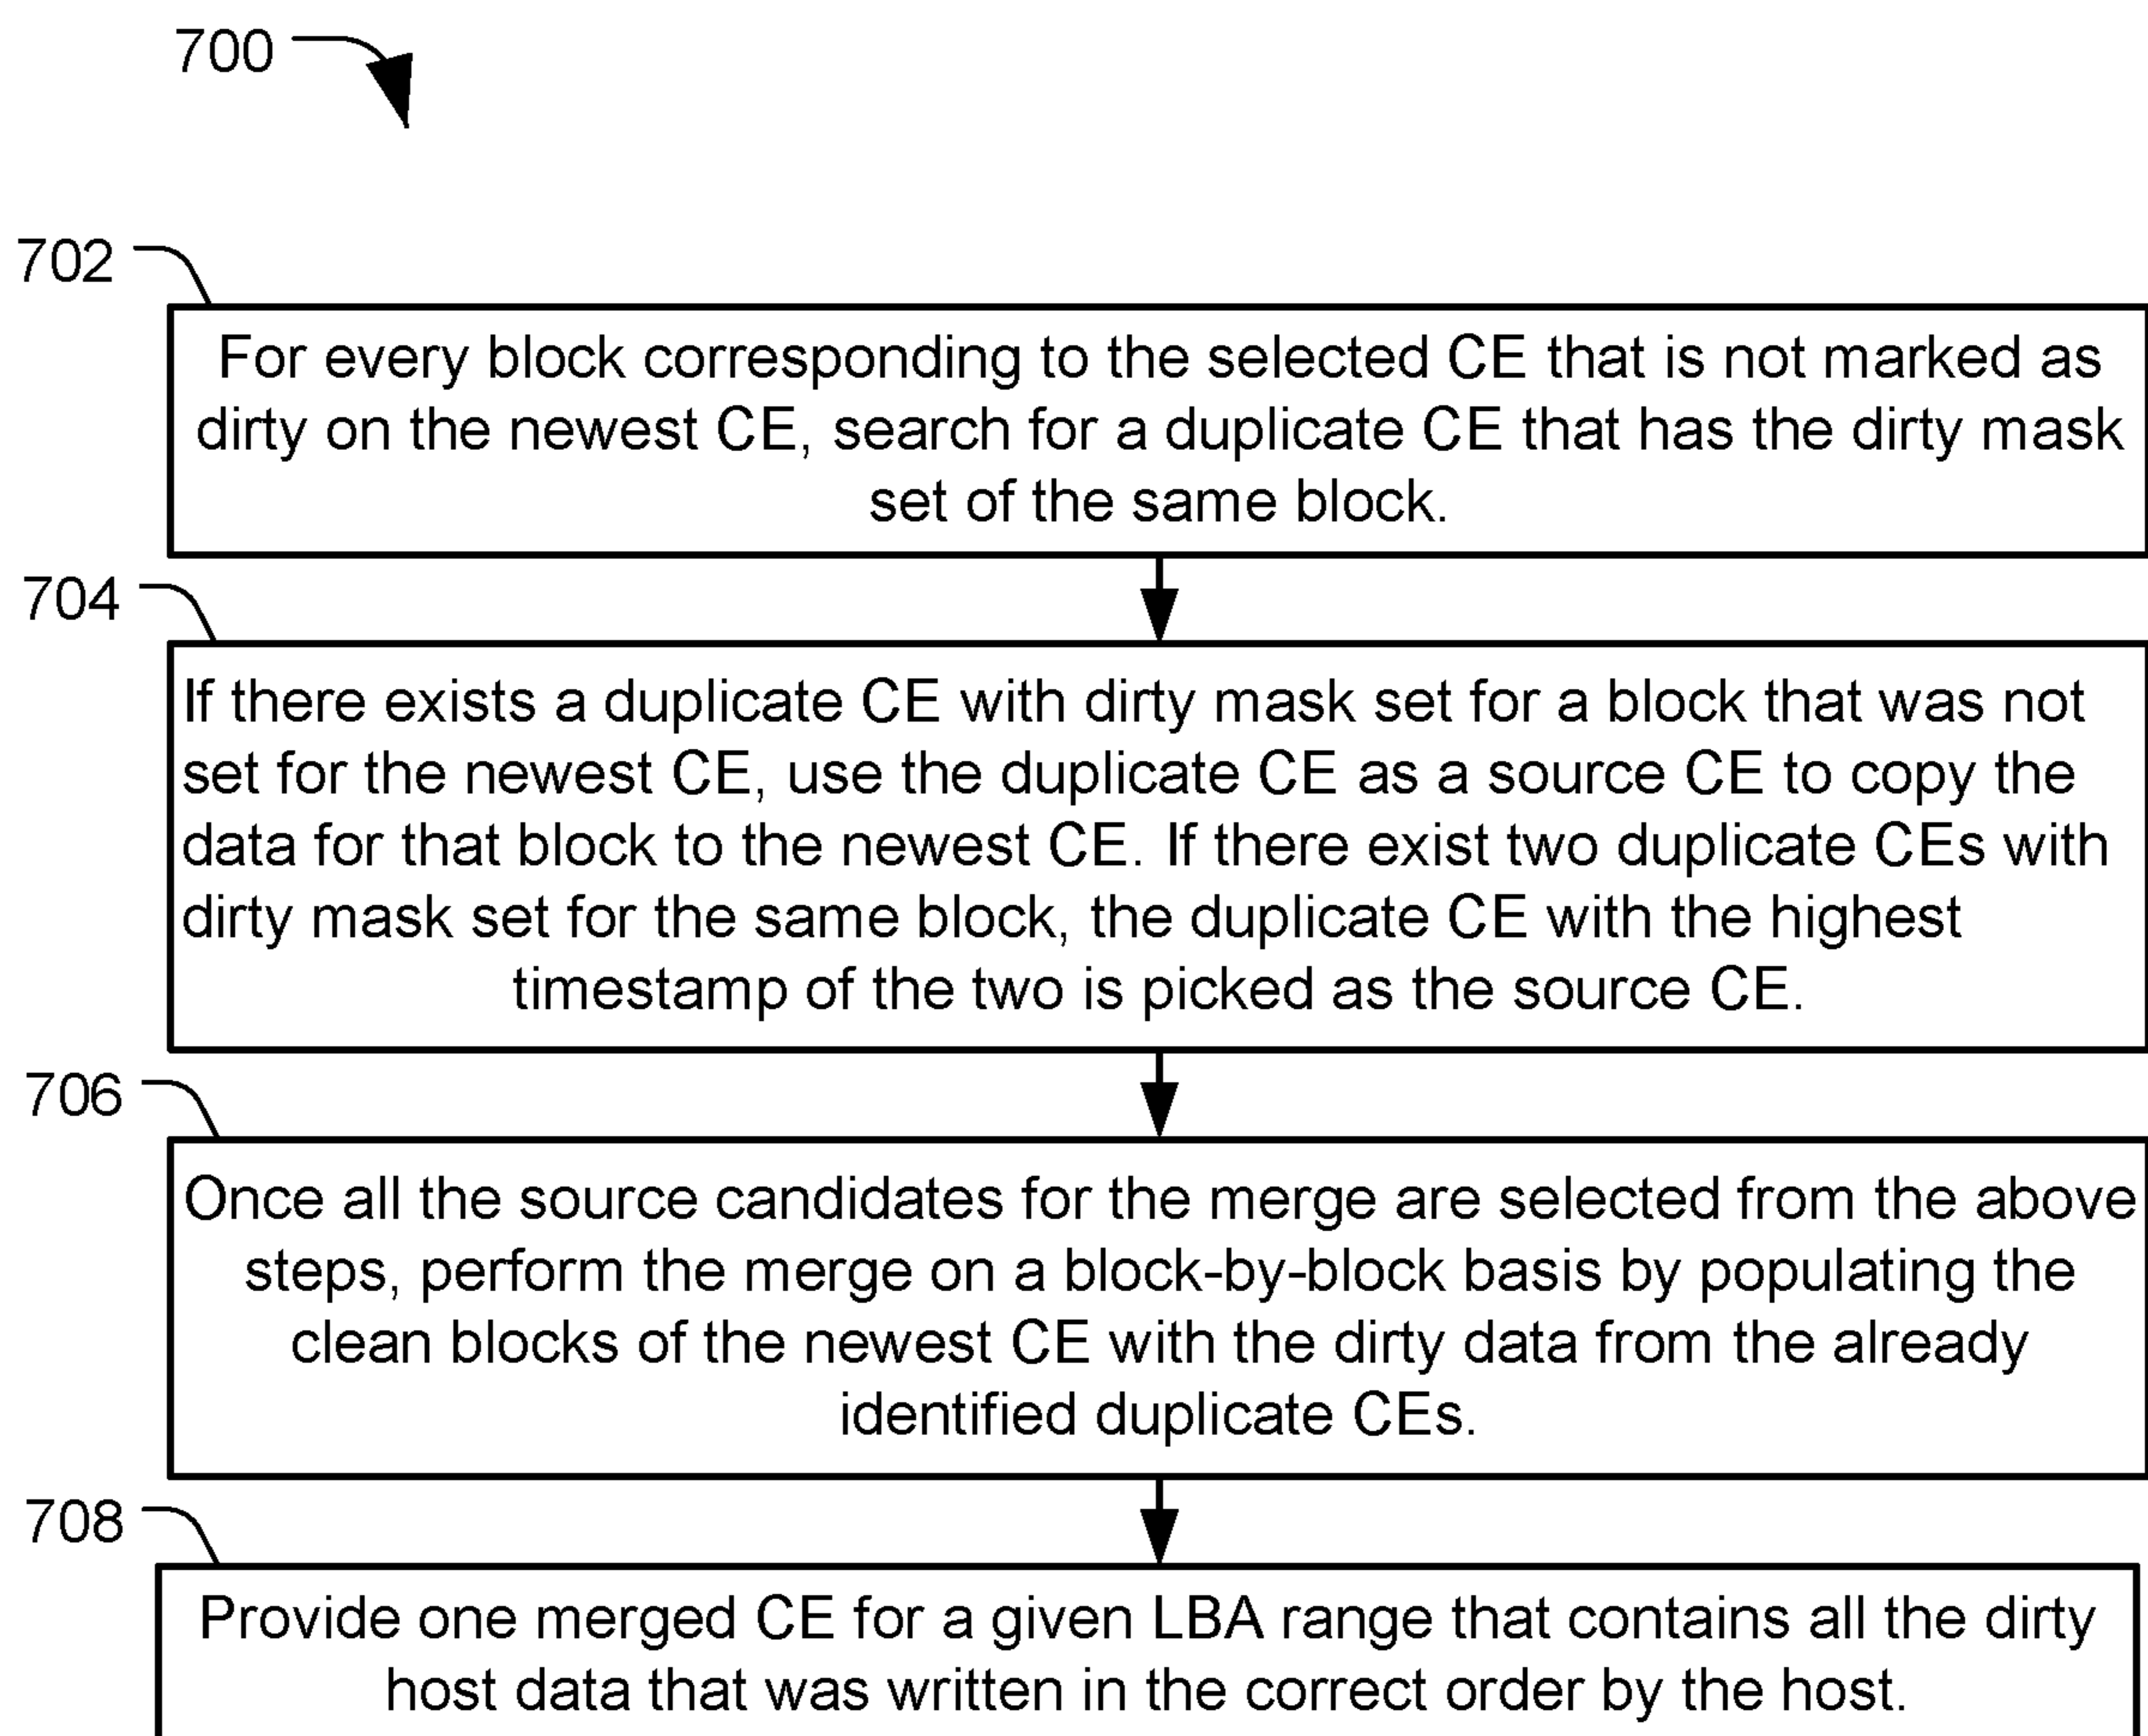 700
702
For every block corresponding to the selected CE that is not marked as
dirty on the newest CE, search for a duplicate CE that has the dirty mask
set of the same block.
704
If there exists a duplicate CE with dirty mask set for a block that was not
set for the newest CE, use the duplicate CE as a source CE to copy the
data for that block to the newest CE. If there exist two duplicate CEs with
dirty mask set for the same block, the duplicate CE with the highest
timestamp of the two is picked as the source CE.
706
Once all the source candidates for the merge are selected from the above
steps, perform the merge on a block-by-block basis by populating the
clean blocks of the newest CE with the dirty data from the already
identified duplicate CEs.
708
Provide one merged CE for a given LBA range that contains all the dirty
host data that was written in the correct order by the host.